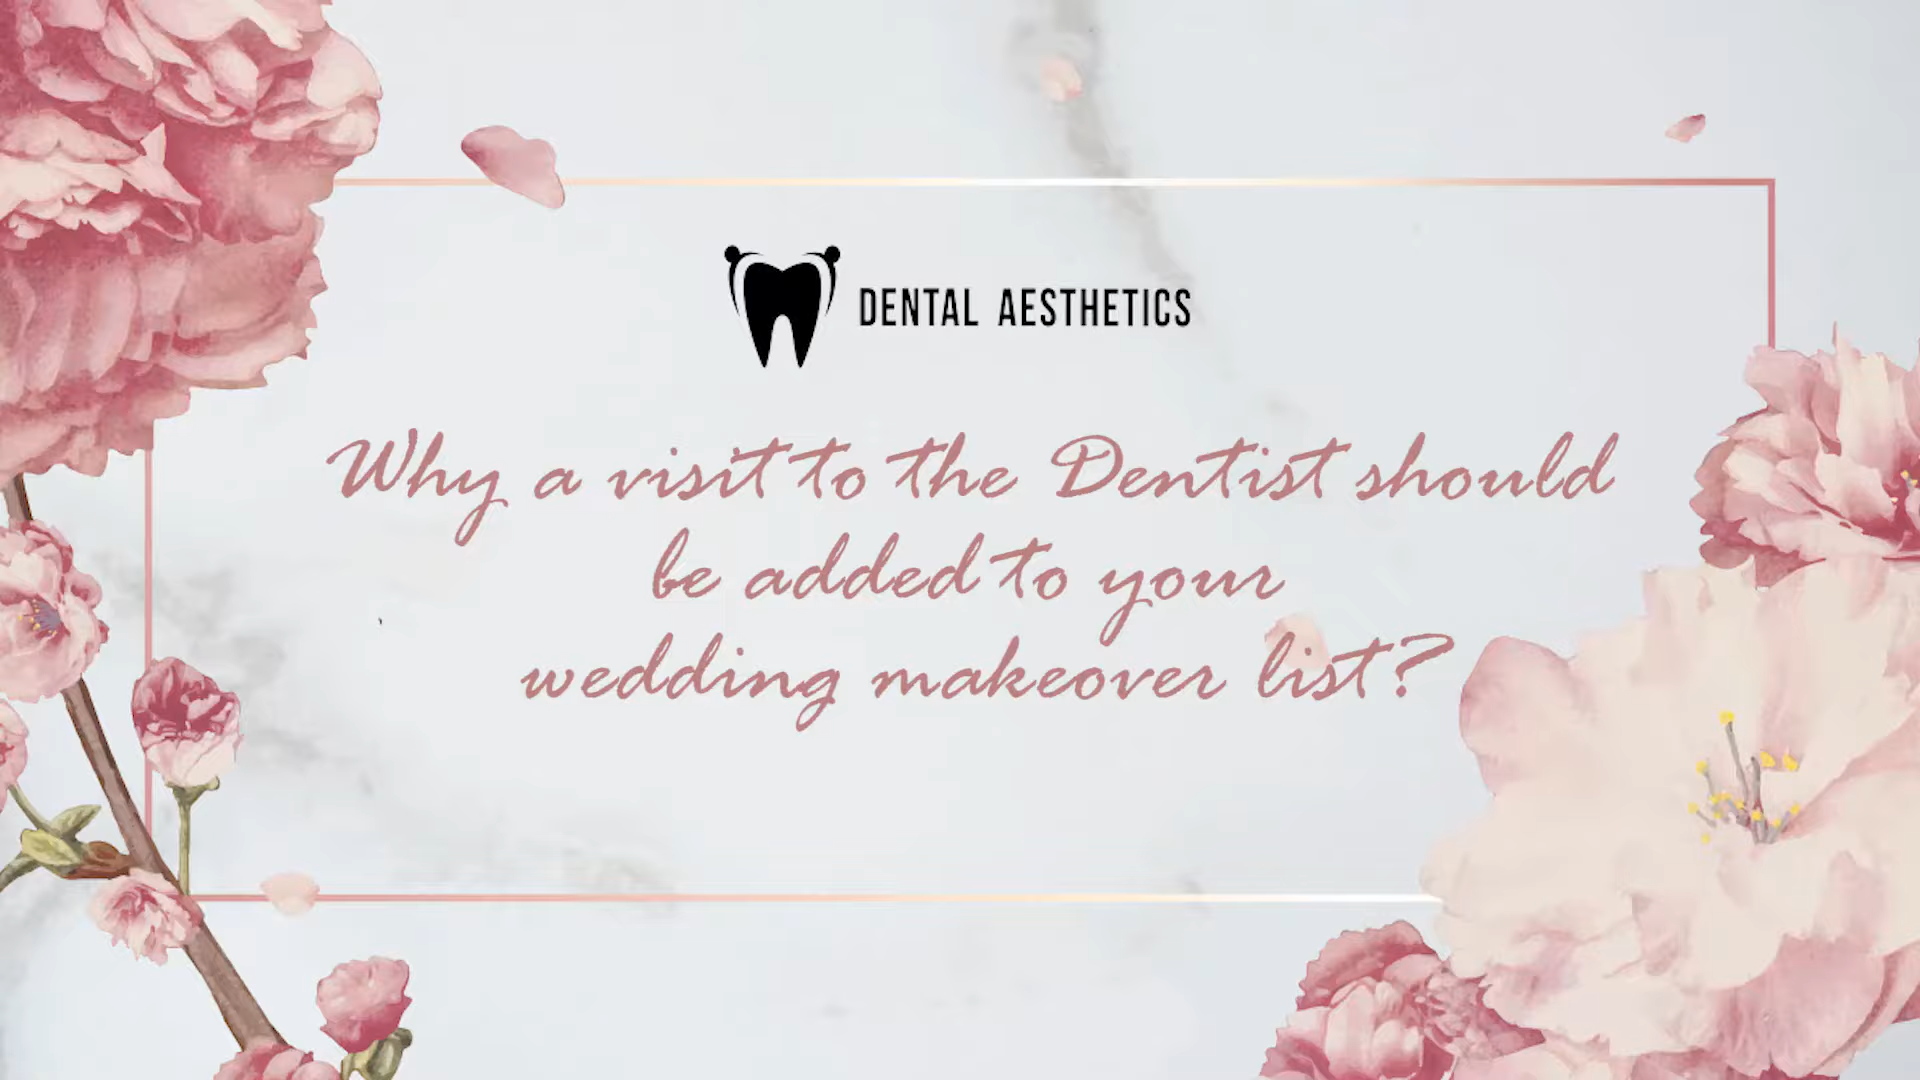 DENTAL AESTHETICS
Why a visit to the Dentist should
be added to your
wedding makeover list?